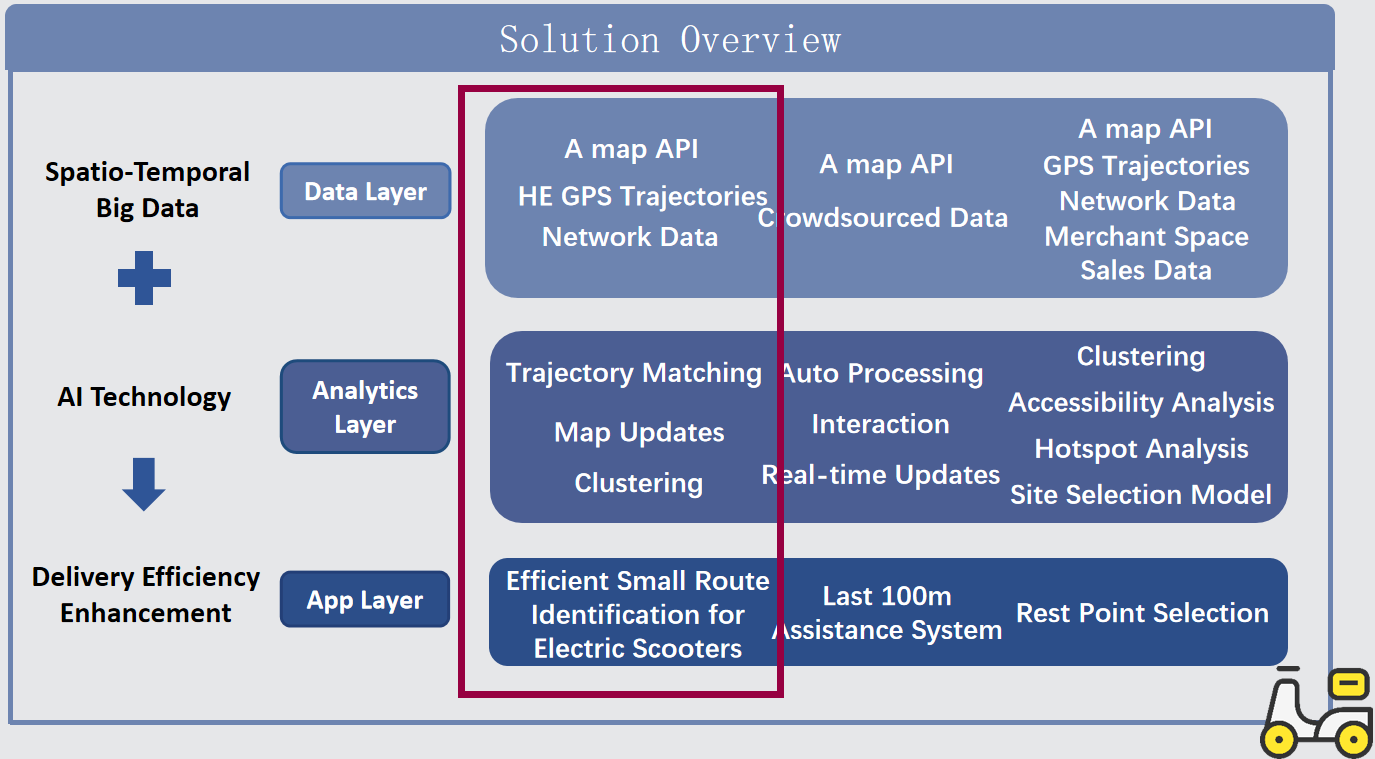 Solution Overview
Spatio-Temporal
Big Data
Data Layer
A map API
HE GPS Trajectories
Network Data
A map API
Crowdsourced Data
A map API
GPS Trajectories
Network Data
Merchant Space
Sales Data
AI Technology
Analytics
Layer
Trajectory Matching
Map Updates
Clustering
Auto Processing
Interaction
Real-time Updates
Clustering
Accessibility Analysis
Hotspot Analysis
Site Selection Model
Delivery Efficiency
Enhancement
App Layer
Efficient Small Route
Identification for
Electric Scooters
Last 100m
Assistance System
Rest Point Selection